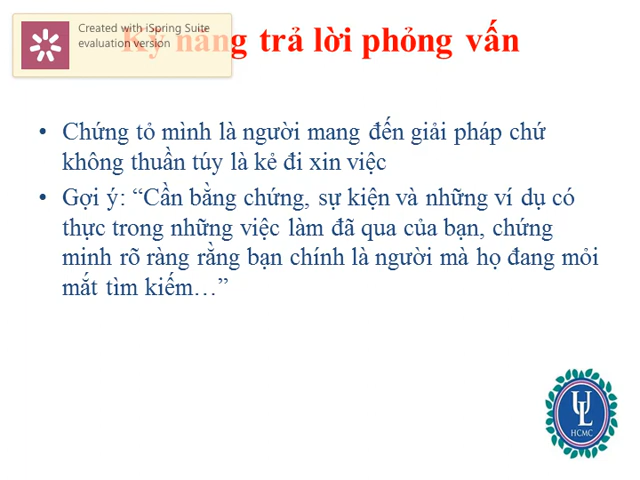 Created with iSpring Suite
evaluation version
Kỹ năng trả lời phỏng vấn
• Chứng tỏ mình là người mang đến giải pháp chứ
không thuần túy là kẻ đi xin việc
• Gợi ý: “Cần bằng chứng, sự kiện và những ví dụ có
thực trong những việc làm đã qua của bạn, chứng
minh rõ ràng rằng bạn chính là người mà họ đang mỏi
mắt tìm kiếm…”
UL
HCMC